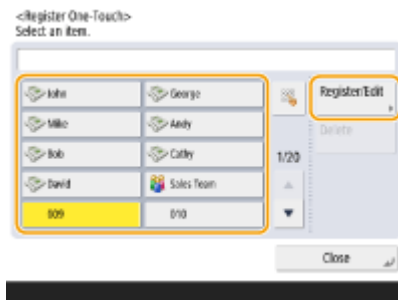 <Register One-Touch>
Select an item.
John
George
Register/Edit
Mike
Andy
Delete
Bob
Cathy
1/20
David
Sales Team
009
010
Close